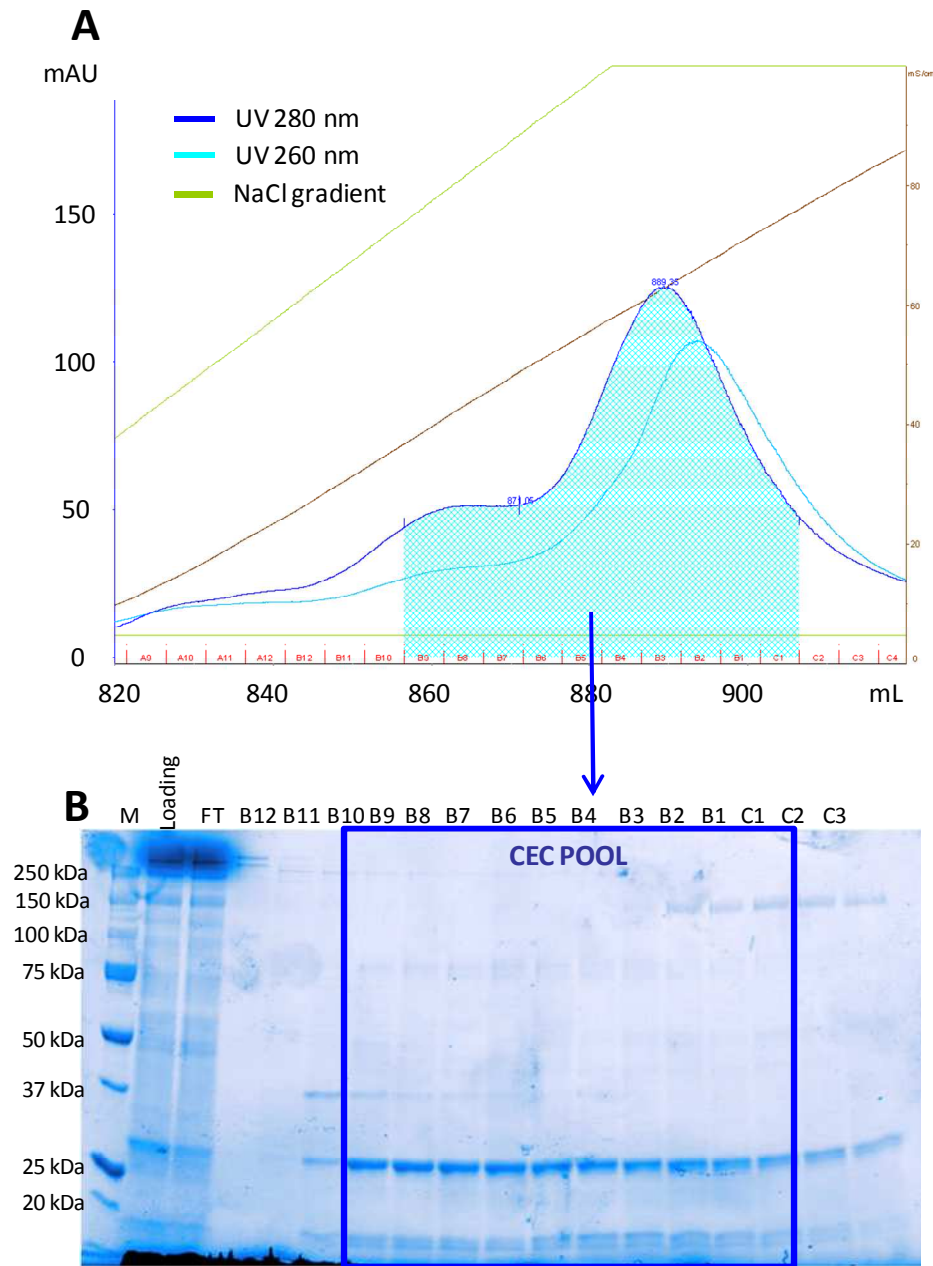 A
mAU
mS/cm
UV 280 nm
UV 260 nm
NaCl gradient
150
100
50
0
80
60
40
20
0
889.35
871.05
A9 A10 A11 A12 B12 B11 B10 B9 B8 B7 B6 B5 B4 B3 B2 B1 C1 C2 C3 C4
820 840 860 880 900 mL
B
M Loading FT B12 B11 B10 B9 B8 B7 B6 B5 B4 B3 B2 B1 C1 C2 C3
CEC POOL
250 kDa
150 kDa
100 kDa
75 kDa
50 kDa
37 kDa
25 kDa
20 kDa